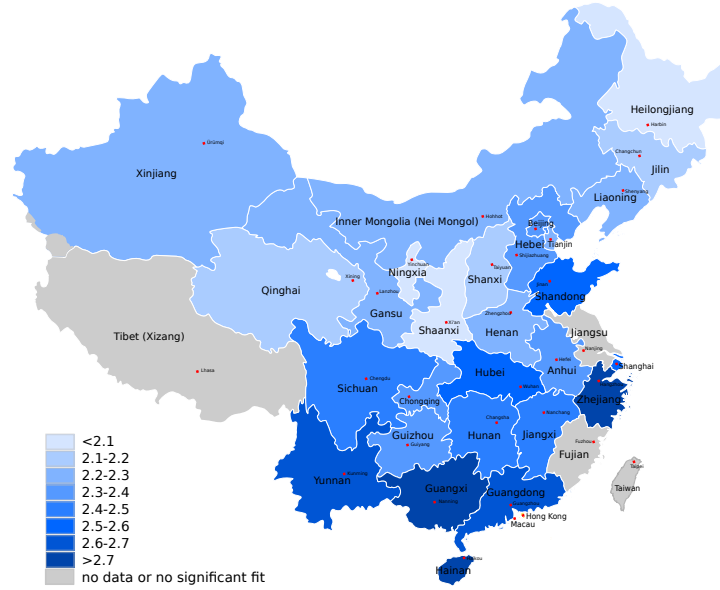 Heilongjiang
Harbin
Changchun
Jilin
Ürümqi
Xinjiang
Shenyang
Liaoning
Hohhot
Inner Mongolia (Nei Mongol)
Beijing
Hebei
Tianjin
Shijiazhuang
Yinchuan
Ningxia
Taiyuan
Shanxi
Xining
Qinghai
Lanzhou
Gansu
Jinan
Shandong
Zhengzhou
Xi'an
Shaanxi
Henan
Jiangsu
Tibet (Xizang)
Nanjing
Hefei
Anhui
Shanghai
Lhasa
Chengdu
Sichuan
Hubei
Wuhan
Zhejiang
Chongqing
Changsha
Nanchang
Guizhou
Guiyang
Hunan
Jiangxi
Fuzhou
Fujian
Taipei
Taiwan
Kunming
Yunnan
Guangxi
Nanning
Guangdong
Guangzhou
Hong Kong
Macau
Haikou
Hainan
<2.1
2.1-2.2
2.2-2.3
2.3-2.4
2.4-2.5
2.5-2.6
2.6-2.7
>2.7
no data or no significant fit